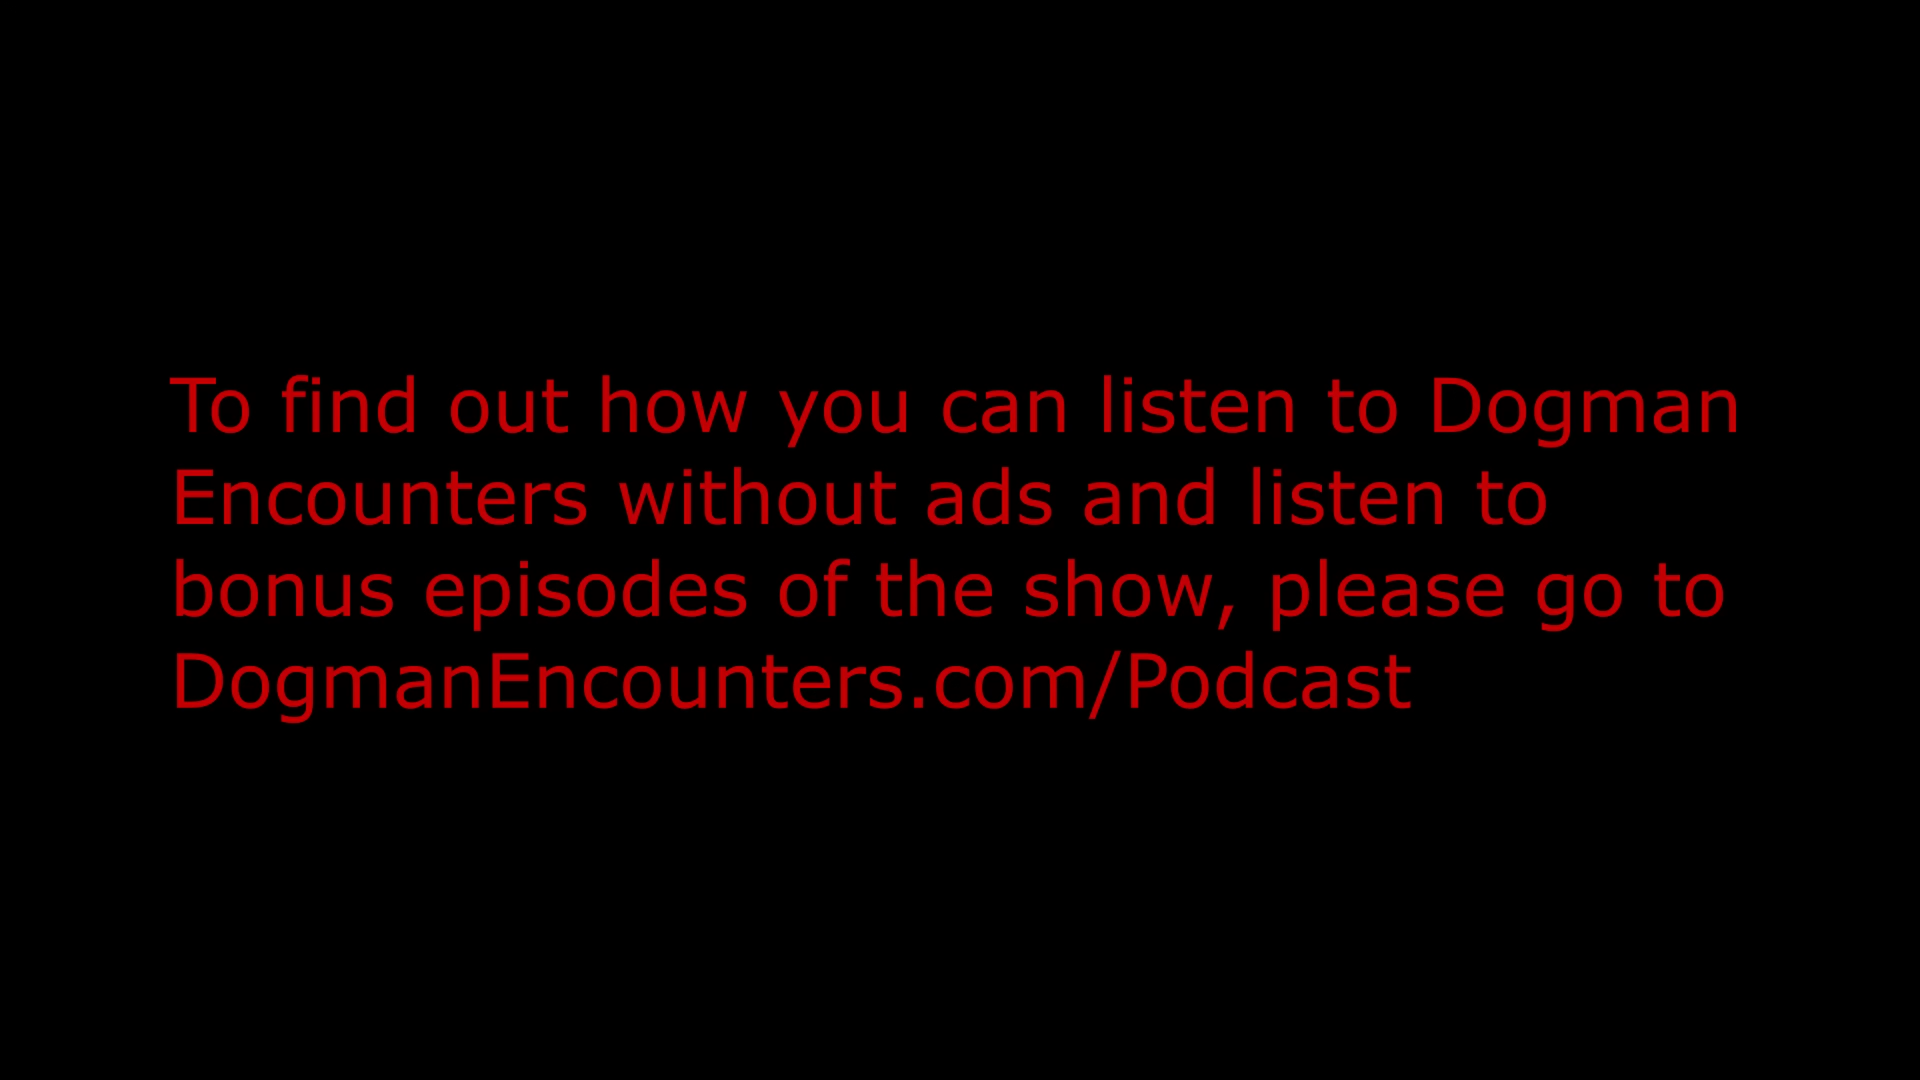 To find out how you can listen to Dogman
Encounters without ads and listen to
bonus episodes of the show, please go to
DogmanEncounters.com/Podcast